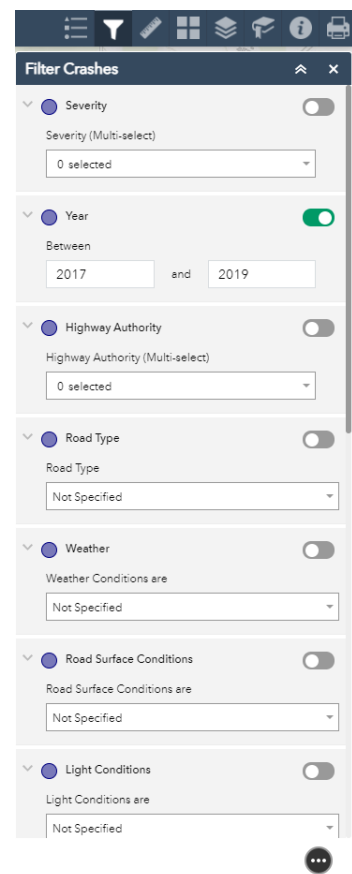 Filter Crashes
Severity
Severity (Multi-select)
0 selected
Year
Between
2017 and 2019
Highway Authority
Highway Authority (Multi-select)
0 selected
Road Type
Road Type
Not Specified
Weather
Weather Conditions are
Not Specified
Road Surface Conditions
Road Surface Conditions are
Not Specified
Light Conditions
Light Conditions are
Not Specified